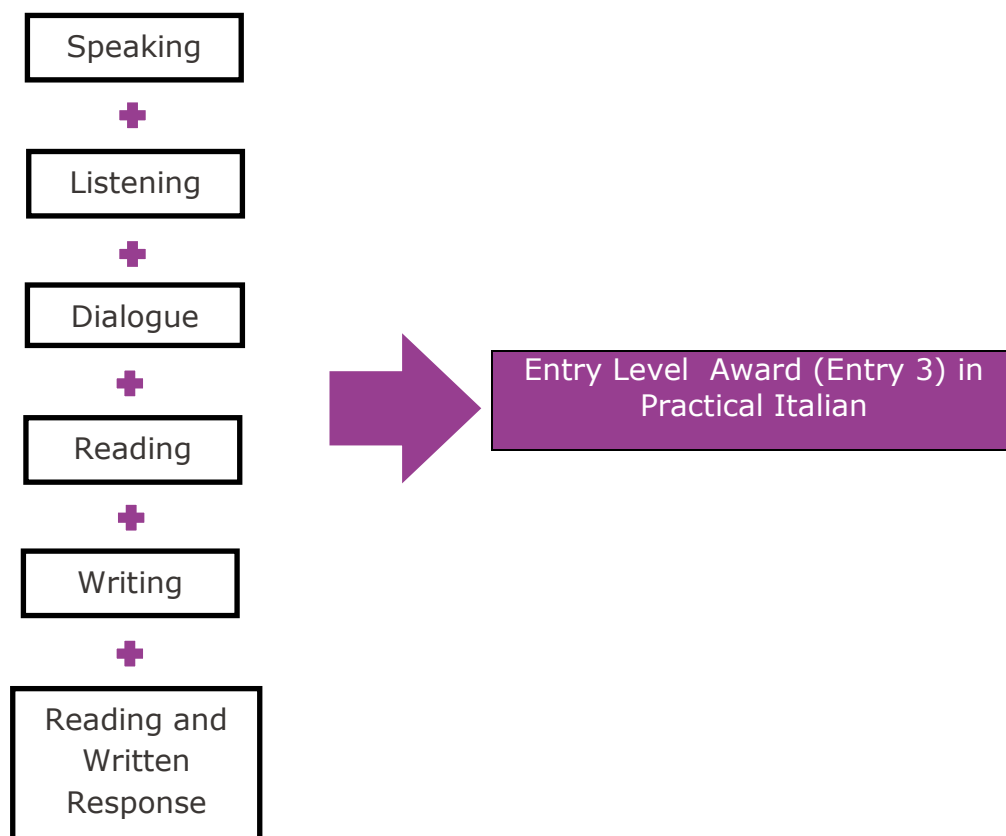 Speaking
Listening
Dialogue
Reading
Writing
Reading and
Written
Response
Entry Level  Award (Entry 3) in
Practical Italian